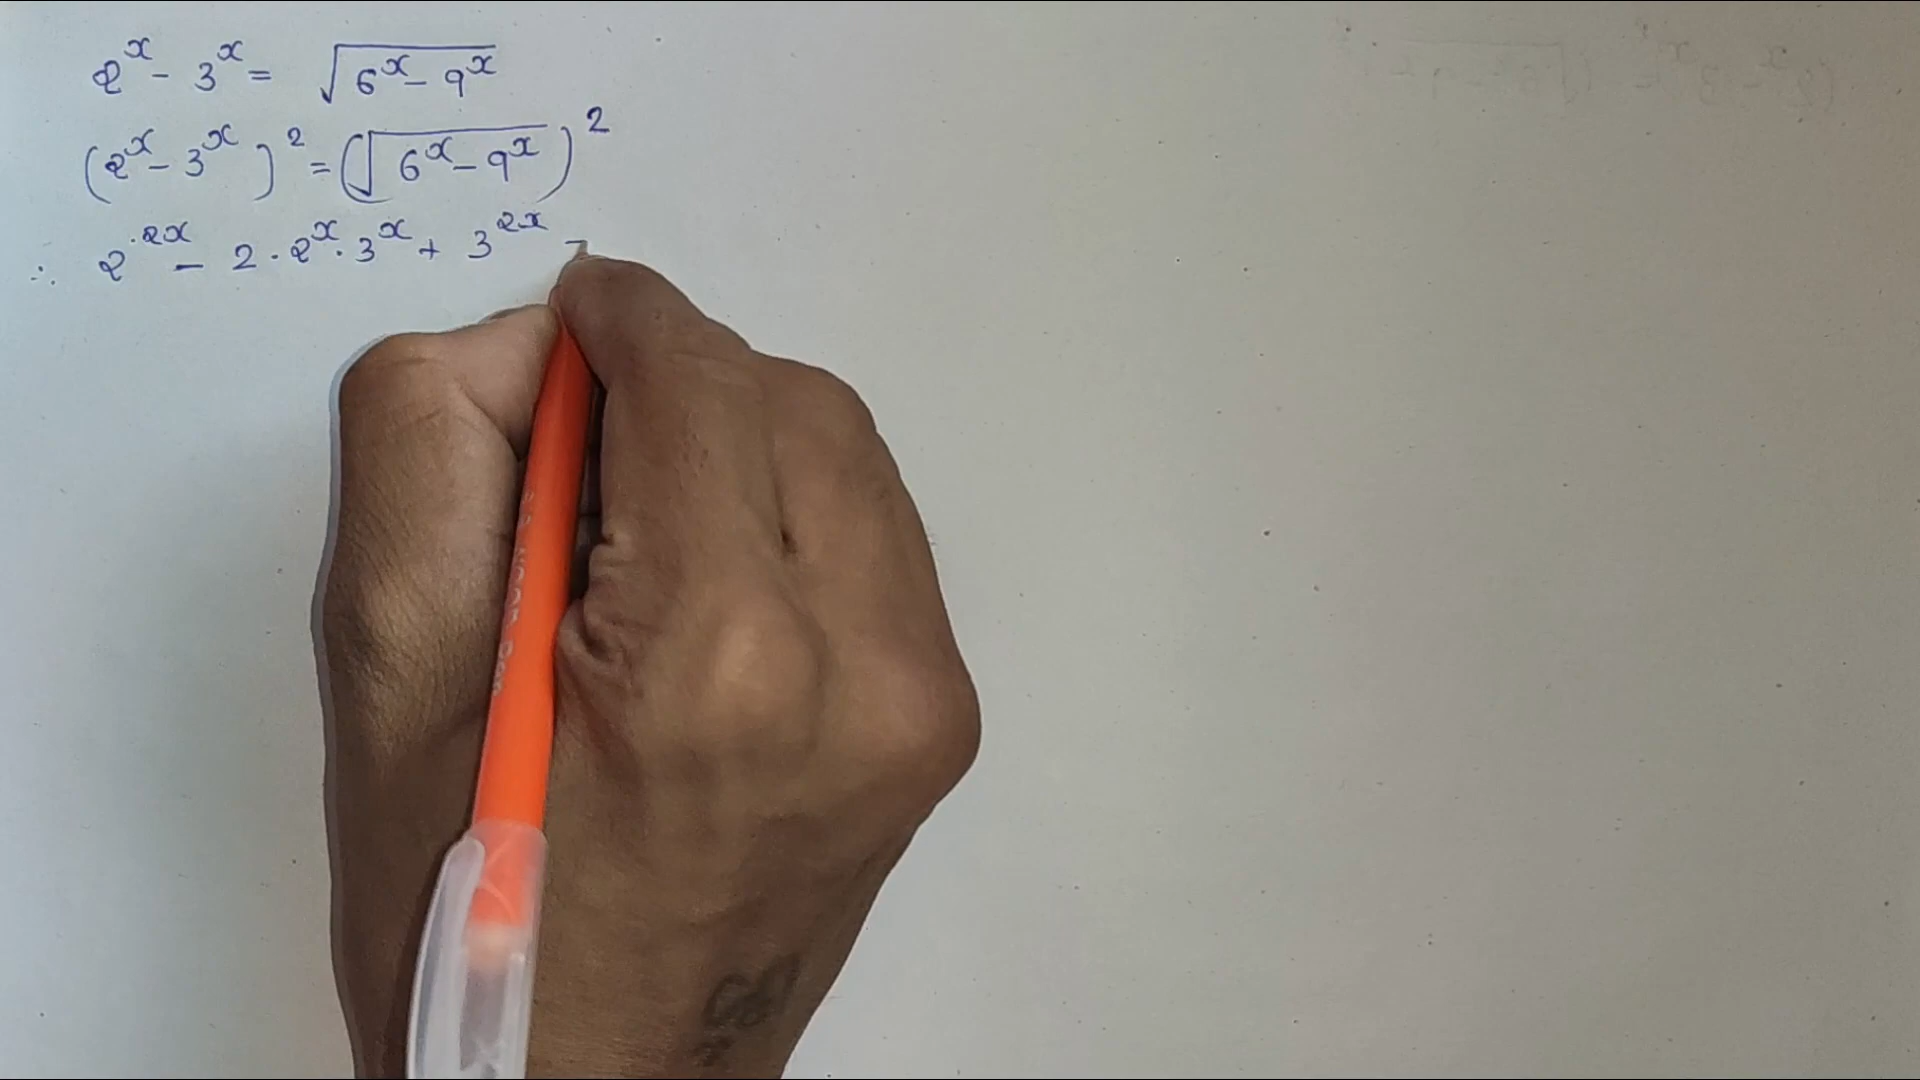 2^x - 3^x = √(6^x - 9^x)
(2^x - 3^x)^2 = (√(6^x - 9^x))^2
∴ 2^2x - 2 · 2^x · 3^x + 3^2x -